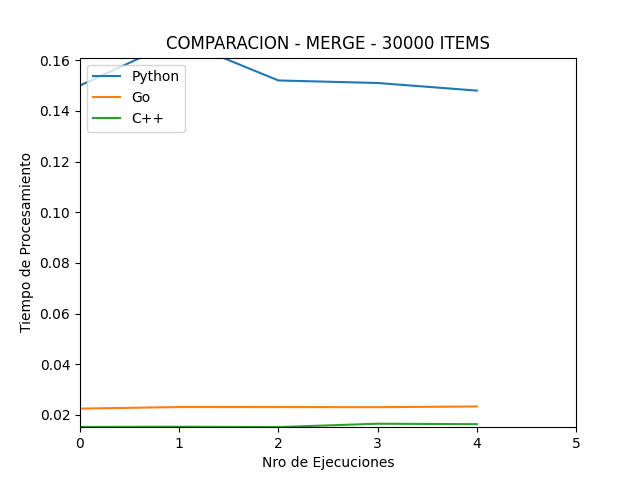 COMPARACION - MERGE - 30000 ITEMS
0.16
0.14
0.12
0.10
0.08
0.06
0.04
0.02
Tiempo de Procesamiento
Python
Go
C++
0 1 2 3 4 5
Nro de Ejecuciones